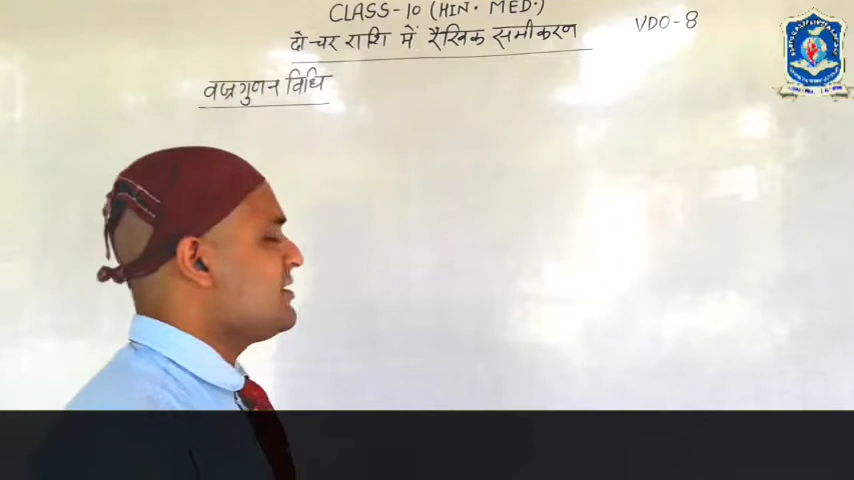 CLASS-10 (HIN. MED.)
दो-चर राशि में रैखिक समीकरण
VDO-8
वज्रगुणन विधि